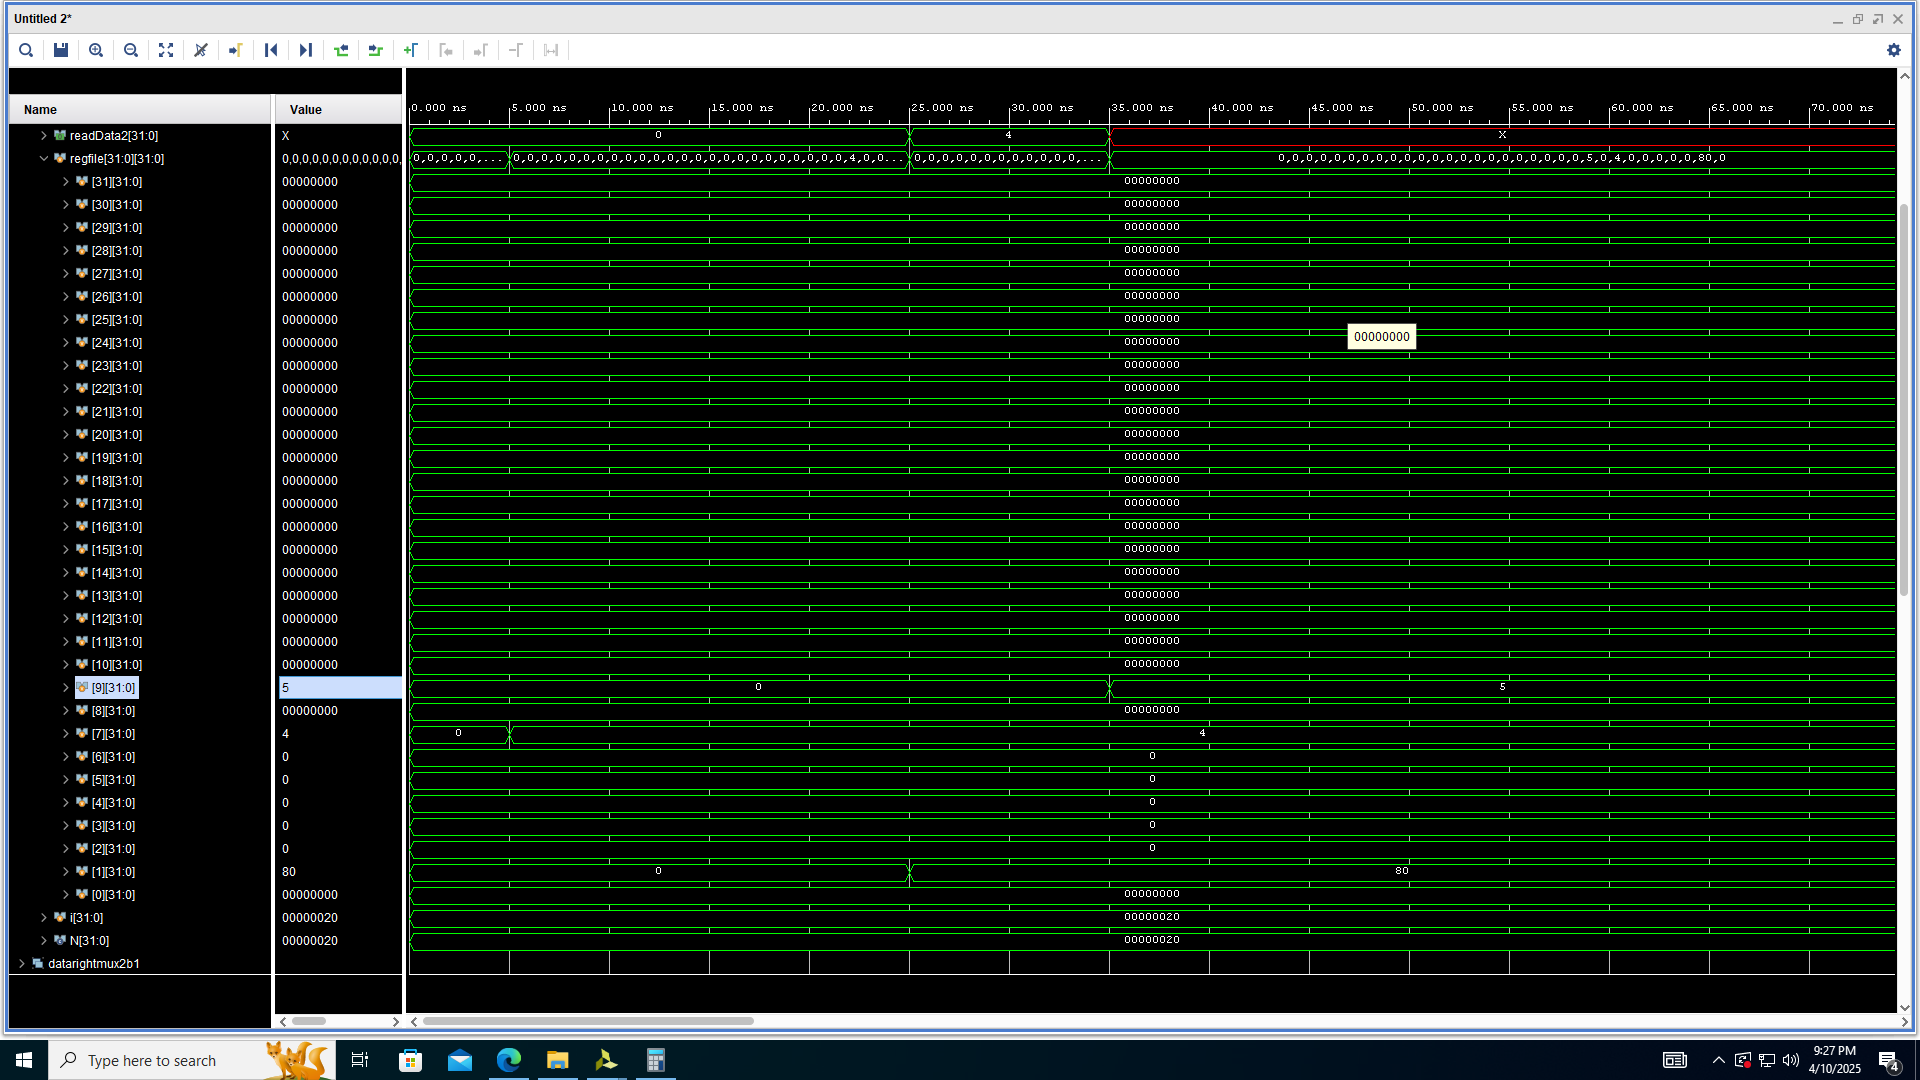 Untitled 2*
Name Value 0.000 ns 5.000 ns 10.000 ns 15.000 ns 20.000 ns 25.000 ns 30.000 ns 35.000 ns 40.000 ns 45.000 ns 50.000 ns 55.000 ns 60.000 ns 65.000 ns 70.000 ns
readData2[31:0] X 0 4 X
regfile[31:0][31:0] 0,0,0,0,0,0,0,0,0,0,0,0, 0,0,0,0,0,... 0,0,0,0,0,0,0,0,0,0,0,0,0,0,0,0,0,0,0,0,0,0,0,0,4,0,0... 0,0,0,0,0,0,0,0,0,0,0,0,... 0,0,0,0,0,0,0,0,0,0,0,0,0,0,0,0,0,0,0,0,0,0,5,0,4,0,0,0,0,0,80,0
[31][31:0] 00000000 00000000
[30][31:0] 00000000 00000000
[29][31:0] 00000000 00000000
[28][31:0] 00000000 00000000
[27][31:0] 00000000 00000000
[26][31:0] 00000000 00000000
[25][31:0] 00000000 00000000
[24][31:0] 00000000 00000000 00000000
[23][31:0] 00000000 00000000
[22][31:0] 00000000 00000000
[21][31:0] 00000000 00000000
[20][31:0] 00000000 00000000
[19][31:0] 00000000 00000000
[18][31:0] 00000000 00000000
[17][31:0] 00000000 00000000
[16][31:0] 00000000 00000000
[15][31:0] 00000000 00000000
[14][31:0] 00000000 00000000
[13][31:0] 00000000 00000000
[12][31:0] 00000000 00000000
[11][31:0] 00000000 00000000
[10][31:0] 00000000 00000000
[9][31:0] 5 0 5
[8][31:0] 00000000 00000000
[7][31:0] 4 0 4
[6][31:0] 0 0
[5][31:0] 0 0
[4][31:0] 0 0
[3][31:0] 0 0
[2][31:0] 0 0
[1][31:0] 80 0 80
[0][31:0] 00000000 00000000
i[31:0] 00000020 00000020
N[31:0] 00000020 00000020
datarightmux2b1
Type here to search
9:27 PM
4/10/2025
4